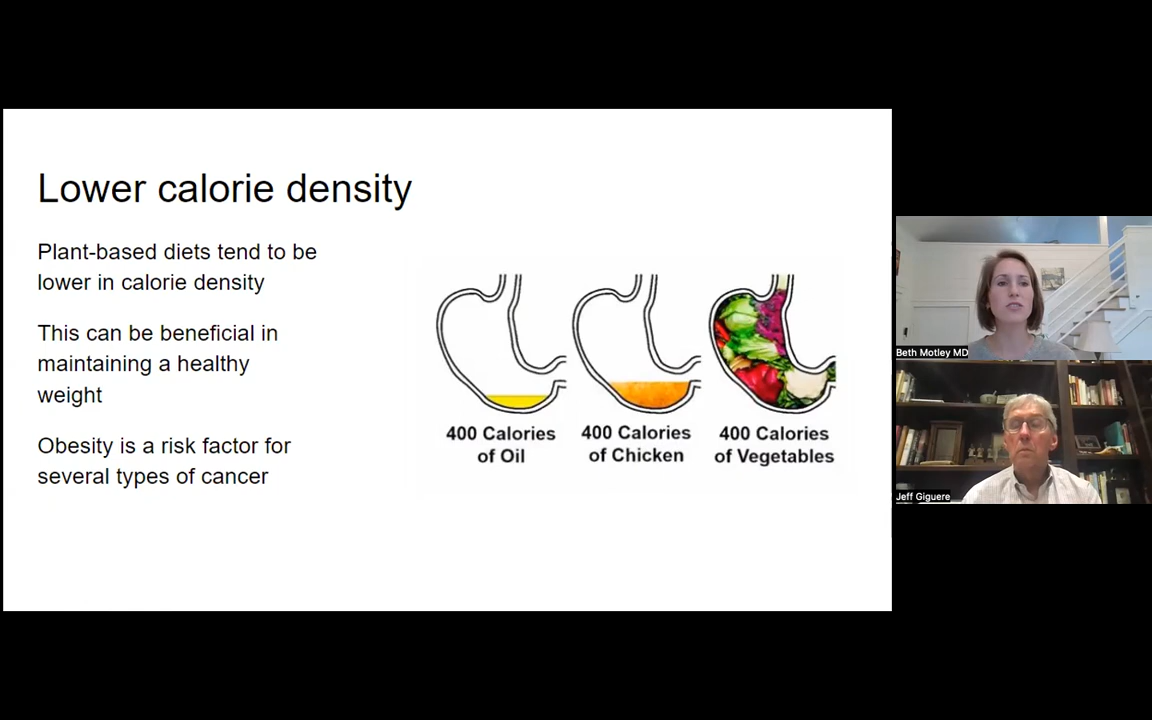 Lower calorie density
Plant-based diets tend to be
lower in calorie density
This can be beneficial in
maintaining a healthy
weight
Obesity is a risk factor for
several types of cancer
400 Calories
of Oil
400 Calories
of Chicken
400 Calories
of Vegetables
Beth Motley MD
Jeff Giguere